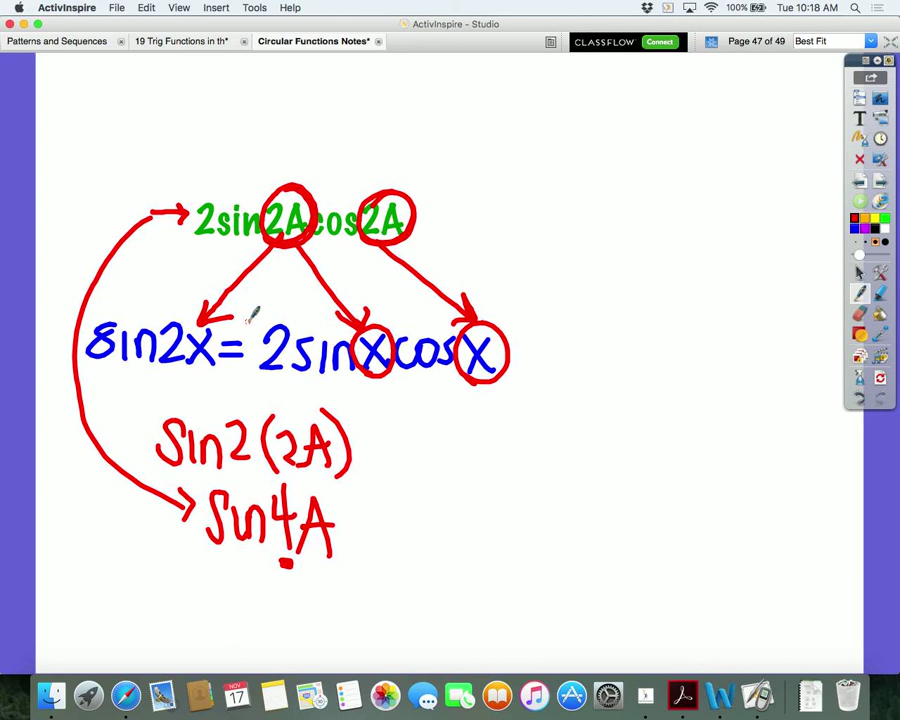 ActivInspire File Edit View Insert Tools Help 100% Tue 10:18 AM
ActivInspire - Studio
Patterns and Sequences 19 Trig Functions in th* Circular Functions Notes* CLASSFLOW Connect Page 47 of 49 Best Fit
2sin2Acos2A
sin2x= 2sinxcosx
Sin2(2A)
Sin4A
NOV
17